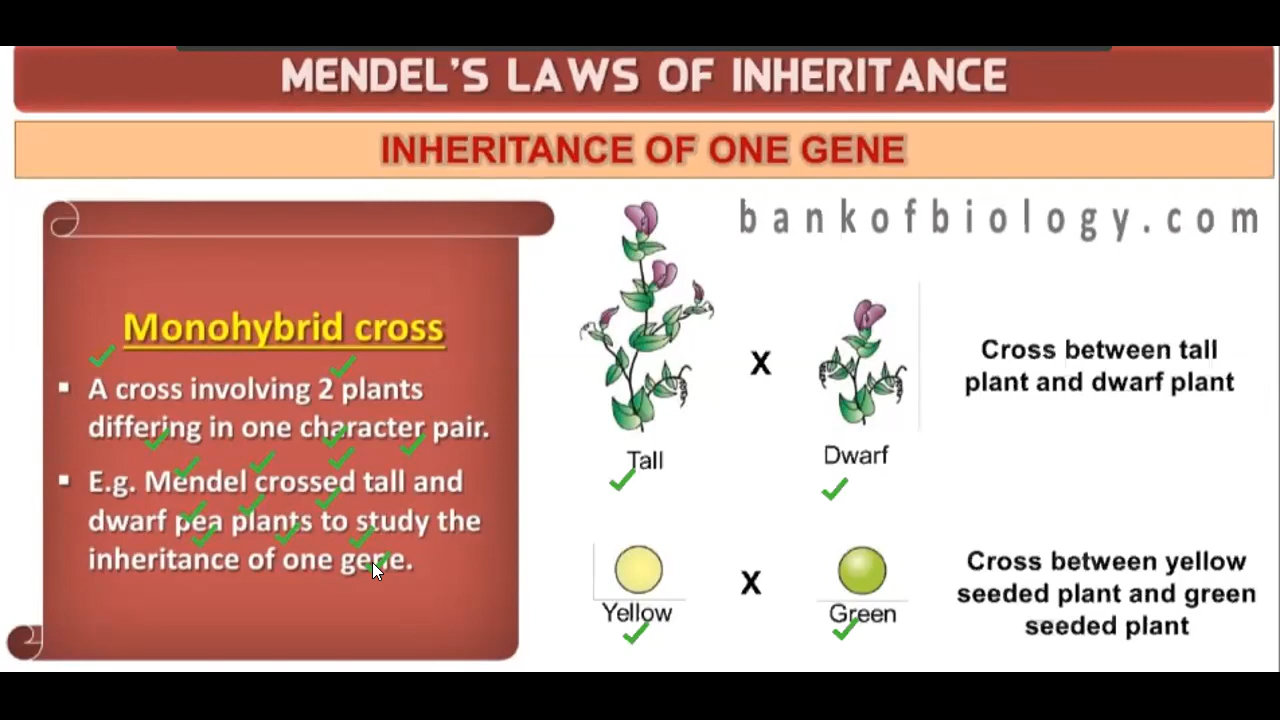 MENDEL'S LAWS OF INHERITANCE
INHERITANCE OF ONE GENE
bankofbiology.com
Monohybrid cross
▪ A cross involving 2 plants
differing in one character pair.
▪ E.g. Mendel crossed tall and
dwarf pea plants to study the
inheritance of one gene.
Tall
X
Dwarf
Cross between tall
plant and dwarf plant
Yellow
X
Green
Cross between yellow
seeded plant and green
seeded plant